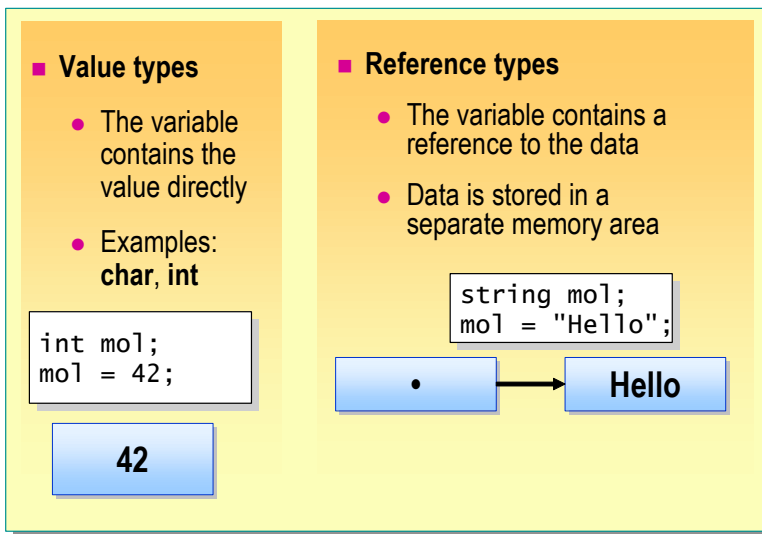 Value types
The variable
contains the
value directly
Examples:
char, int
int mol;
mol = 42;
42
Reference types
The variable contains a
reference to the data
Data is stored in a
separate memory area
string mol;
mol = "Hello";
Hello